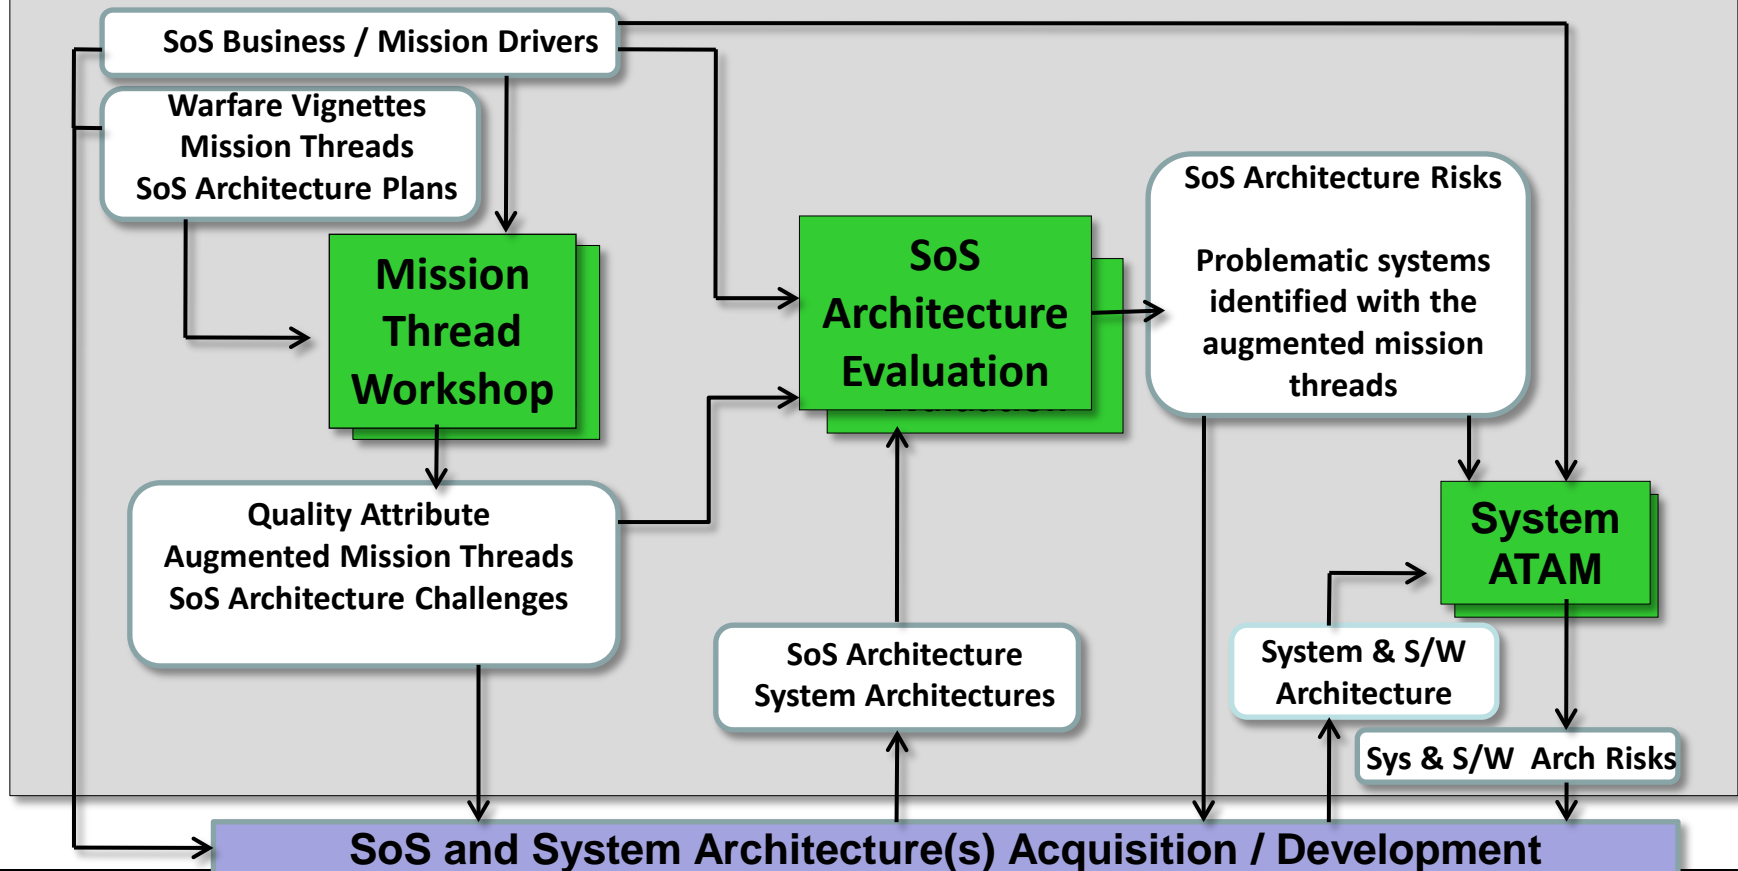 SoS Business / Mission Drivers
Warfare Vignettes
Mission Threads
SoS Architecture Plans
Mission
Thread
Workshop
SoS
Architecture
Evaluation
Evaluation
SoS Architecture Risks
Problematic systems
identified with the
augmented mission
threads
Quality Attribute
Augmented Mission Threads
SoS Architecture Challenges
System
ATAM
SoS Architecture
System Architectures
System & S/W
Architecture
Sys & S/W Arch Risks
SoS and System Architecture(s) Acquisition / Development